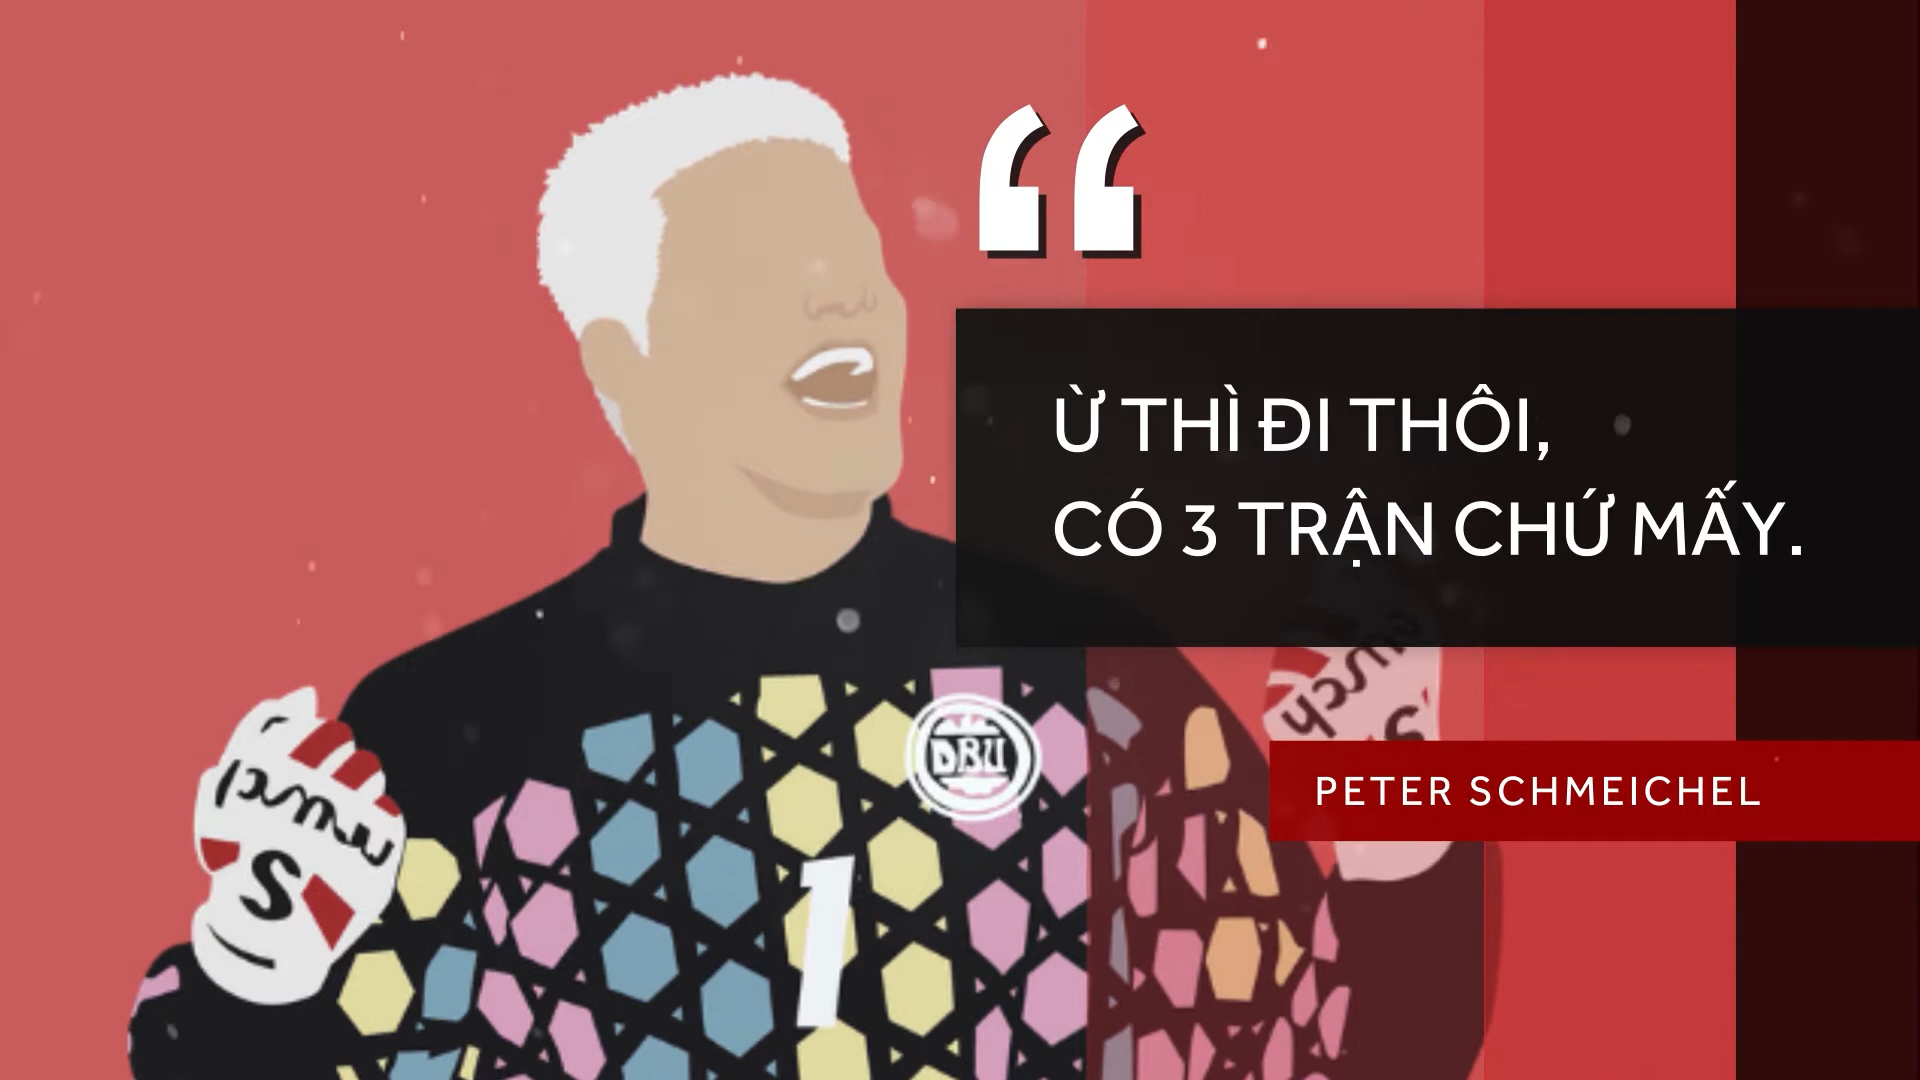 “
Ừ THÌ ĐI THÔI,
CÓ 3 TRẬN CHỨ MẤY.
DBU
PETER SCHMEICHEL
S
1